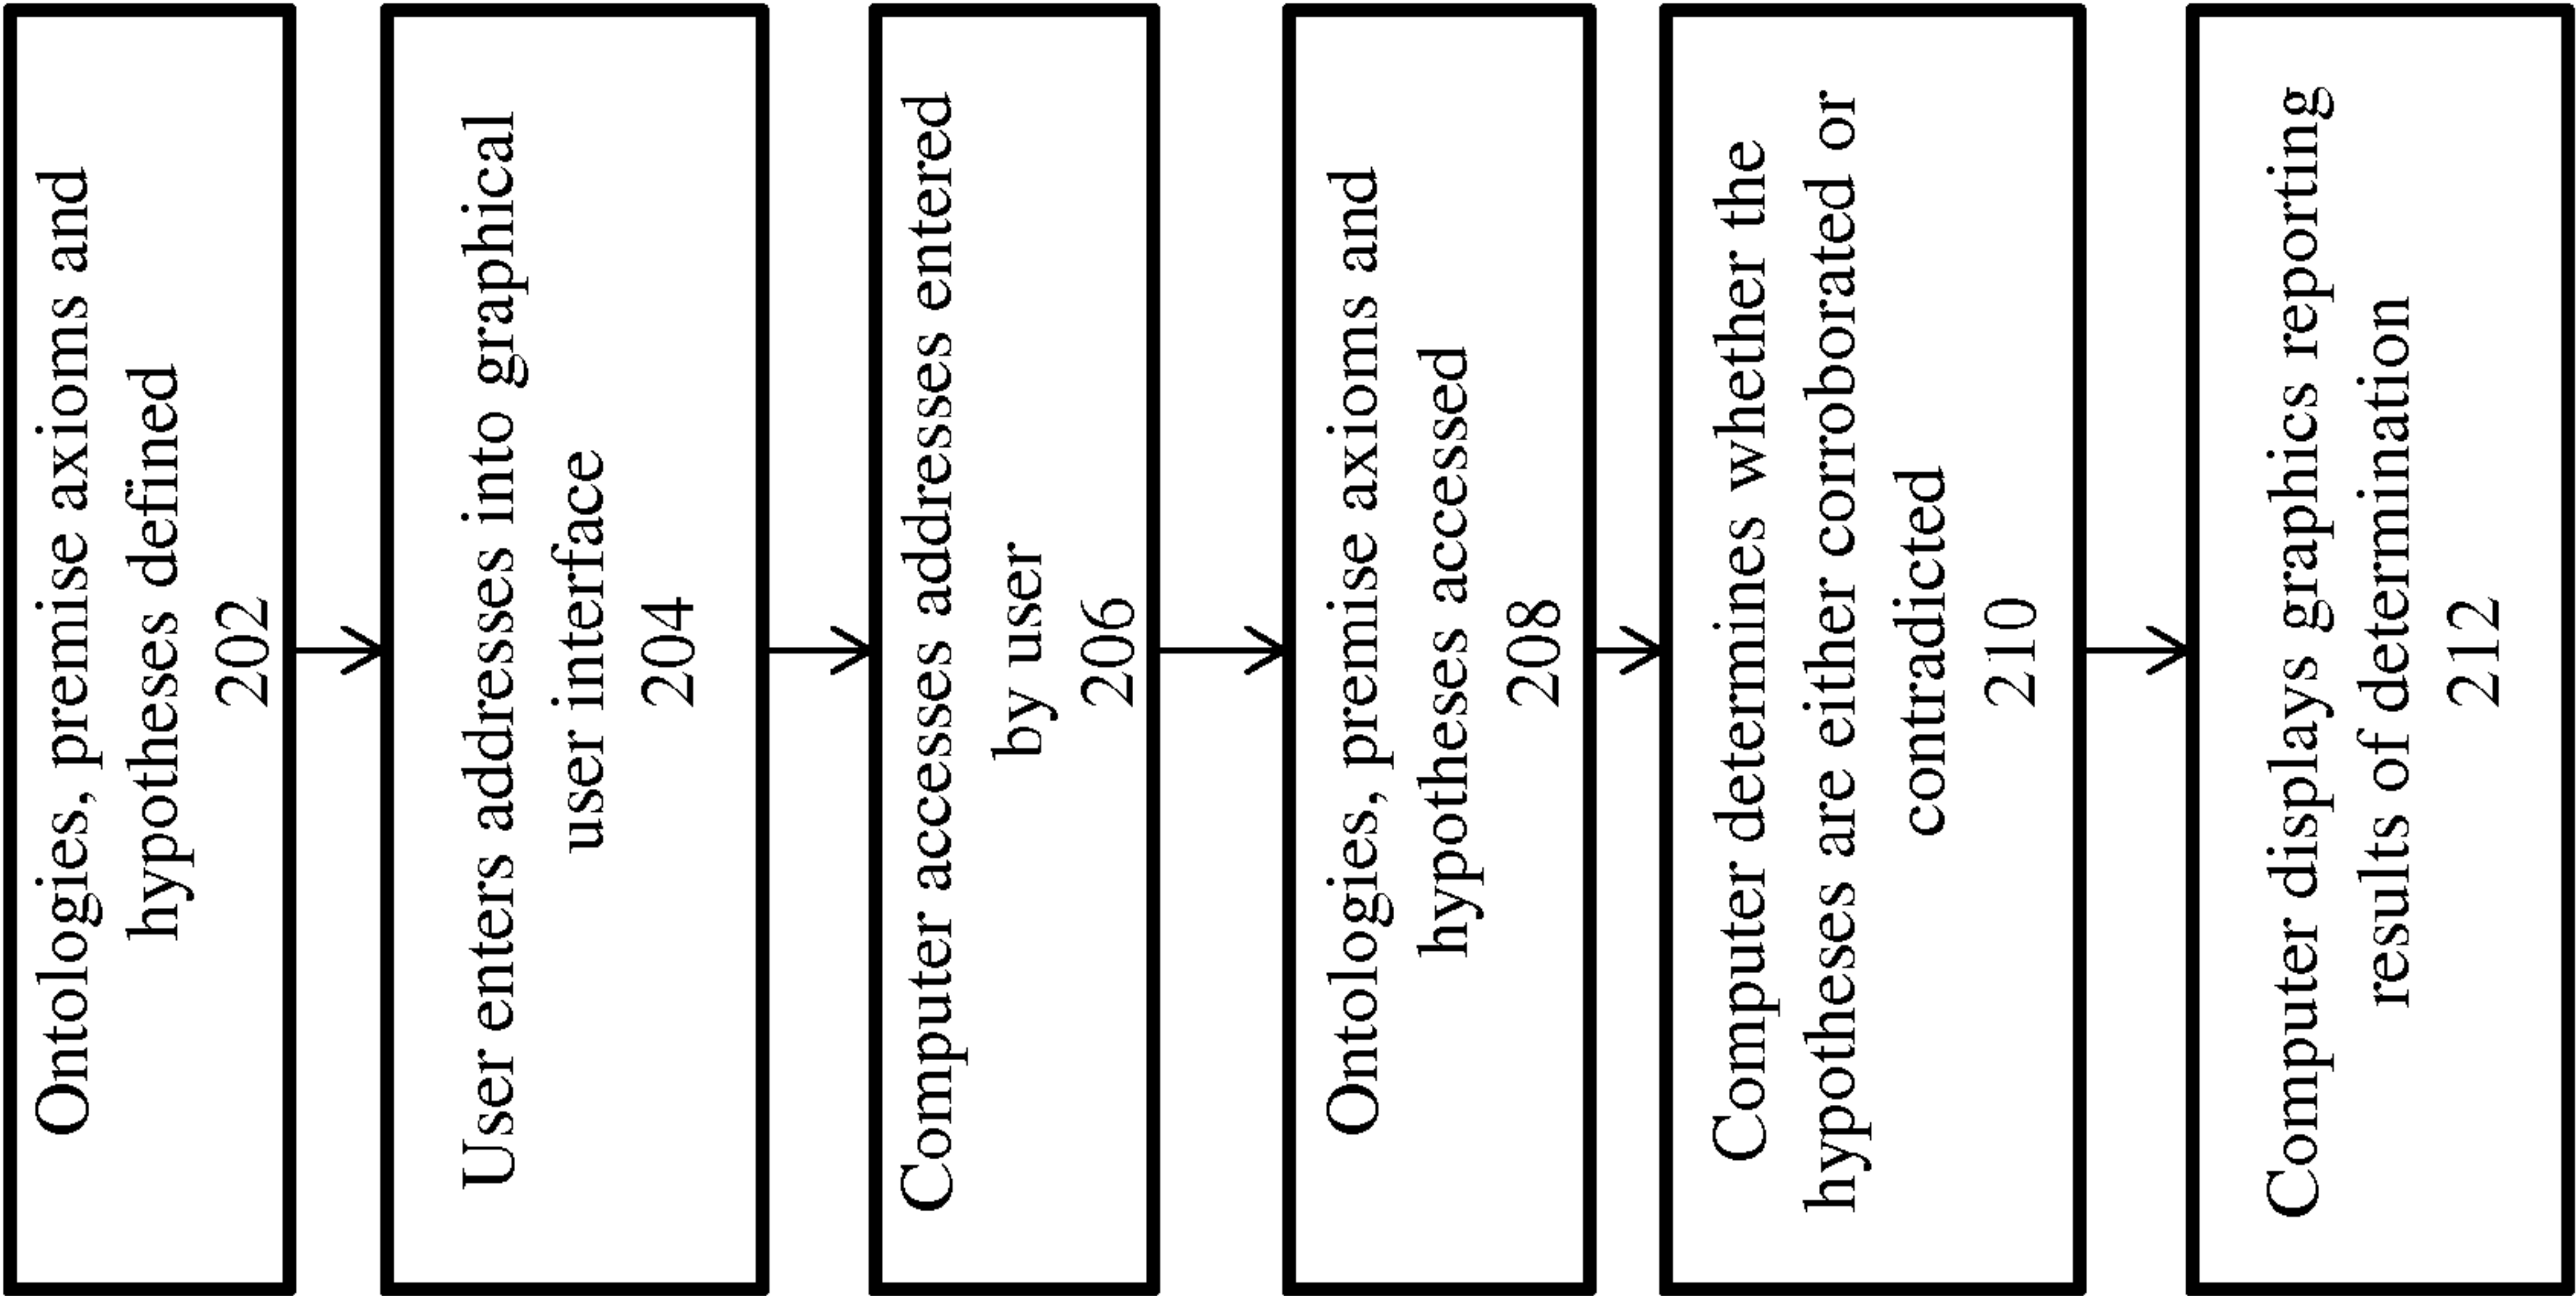 Ontologies, premise axioms and
hypotheses defined
202
User enters addresses into graphical
user interface
204
Computer accesses addresses entered
by user
206
Ontologies, premise axioms and
hypotheses accessed
208
Computer determines whether the
hypotheses are either corroborated or
contradicted
210
Computer displays graphics reporting
results of determination
212